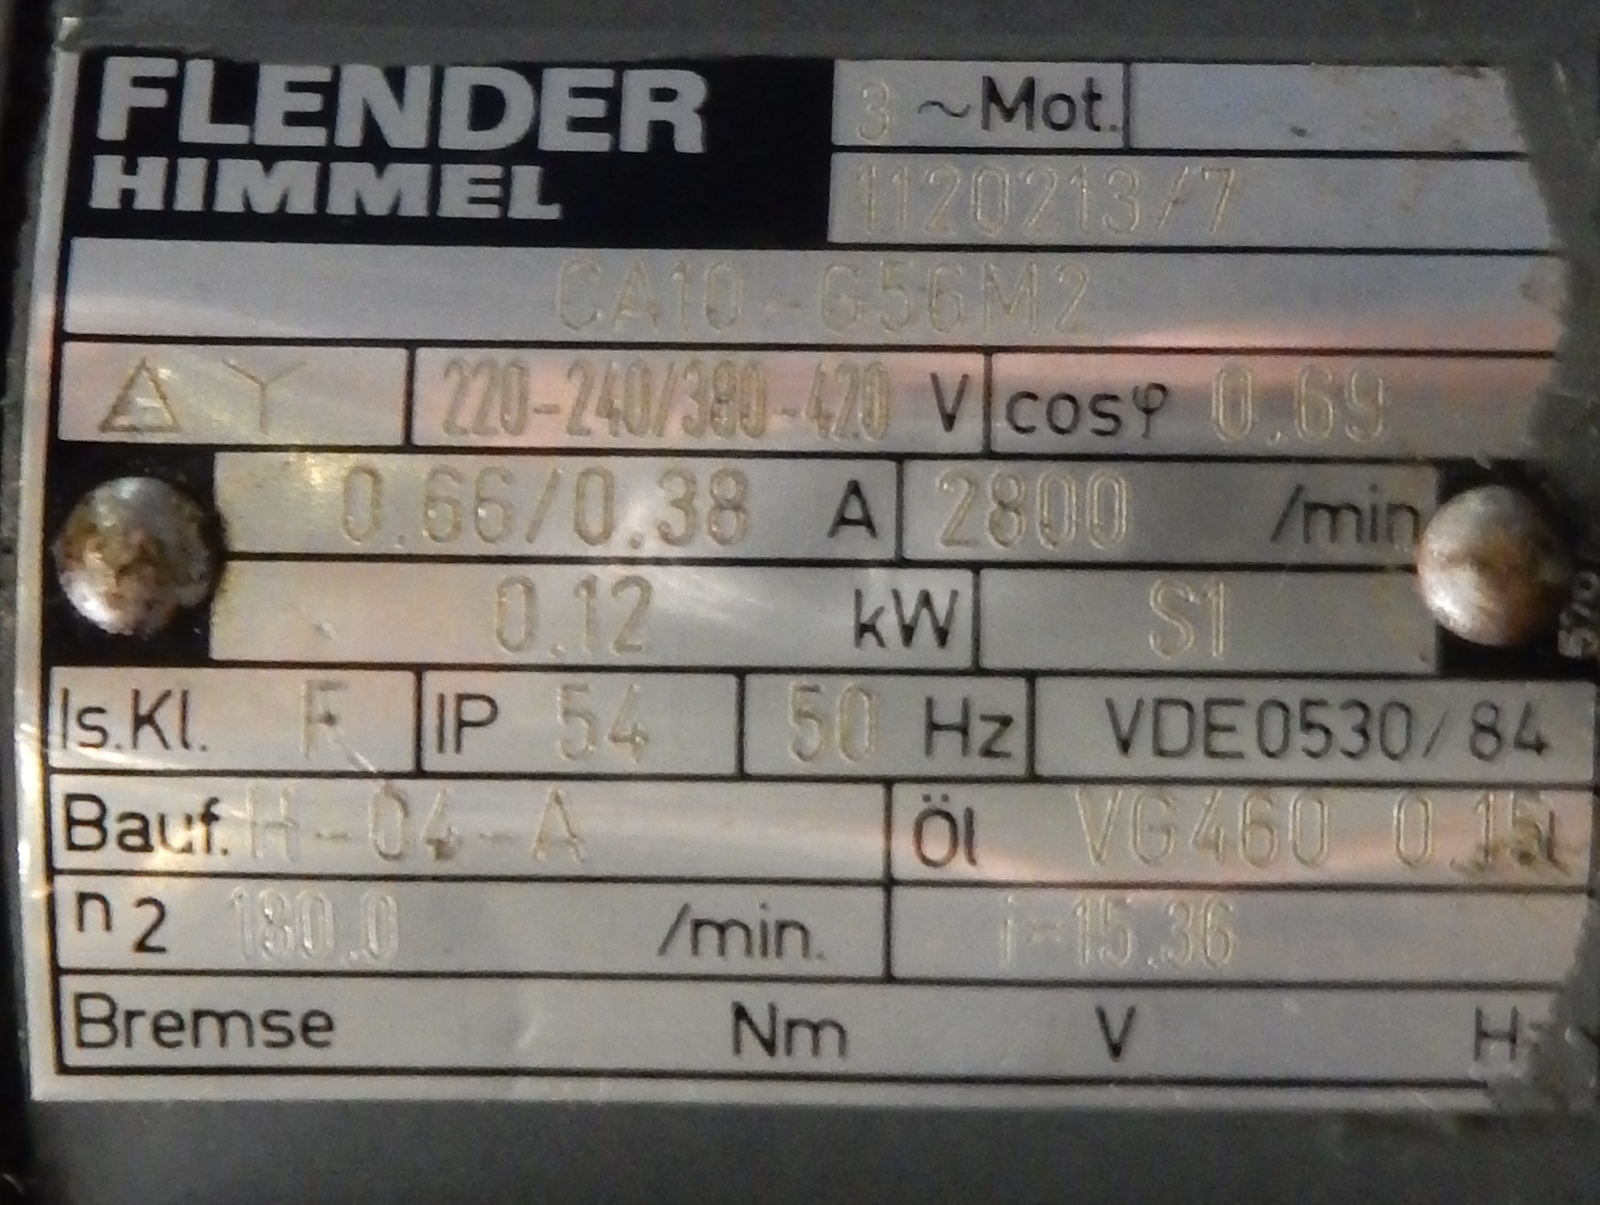 FLENDER
HIMMEL
3 ~Mot.
1120213/7
CA10-G56M2
△ Y 220-240/380-420 V cosφ 0.69
0.66/0.38 A 2800 /min
0.12 kW S1
Is.Kl. F IP 54 50 Hz VDE0530/84
Bauf. H-04-A Öl VG460
n2 180.0 /min. i=15.36
Bremse Nm V